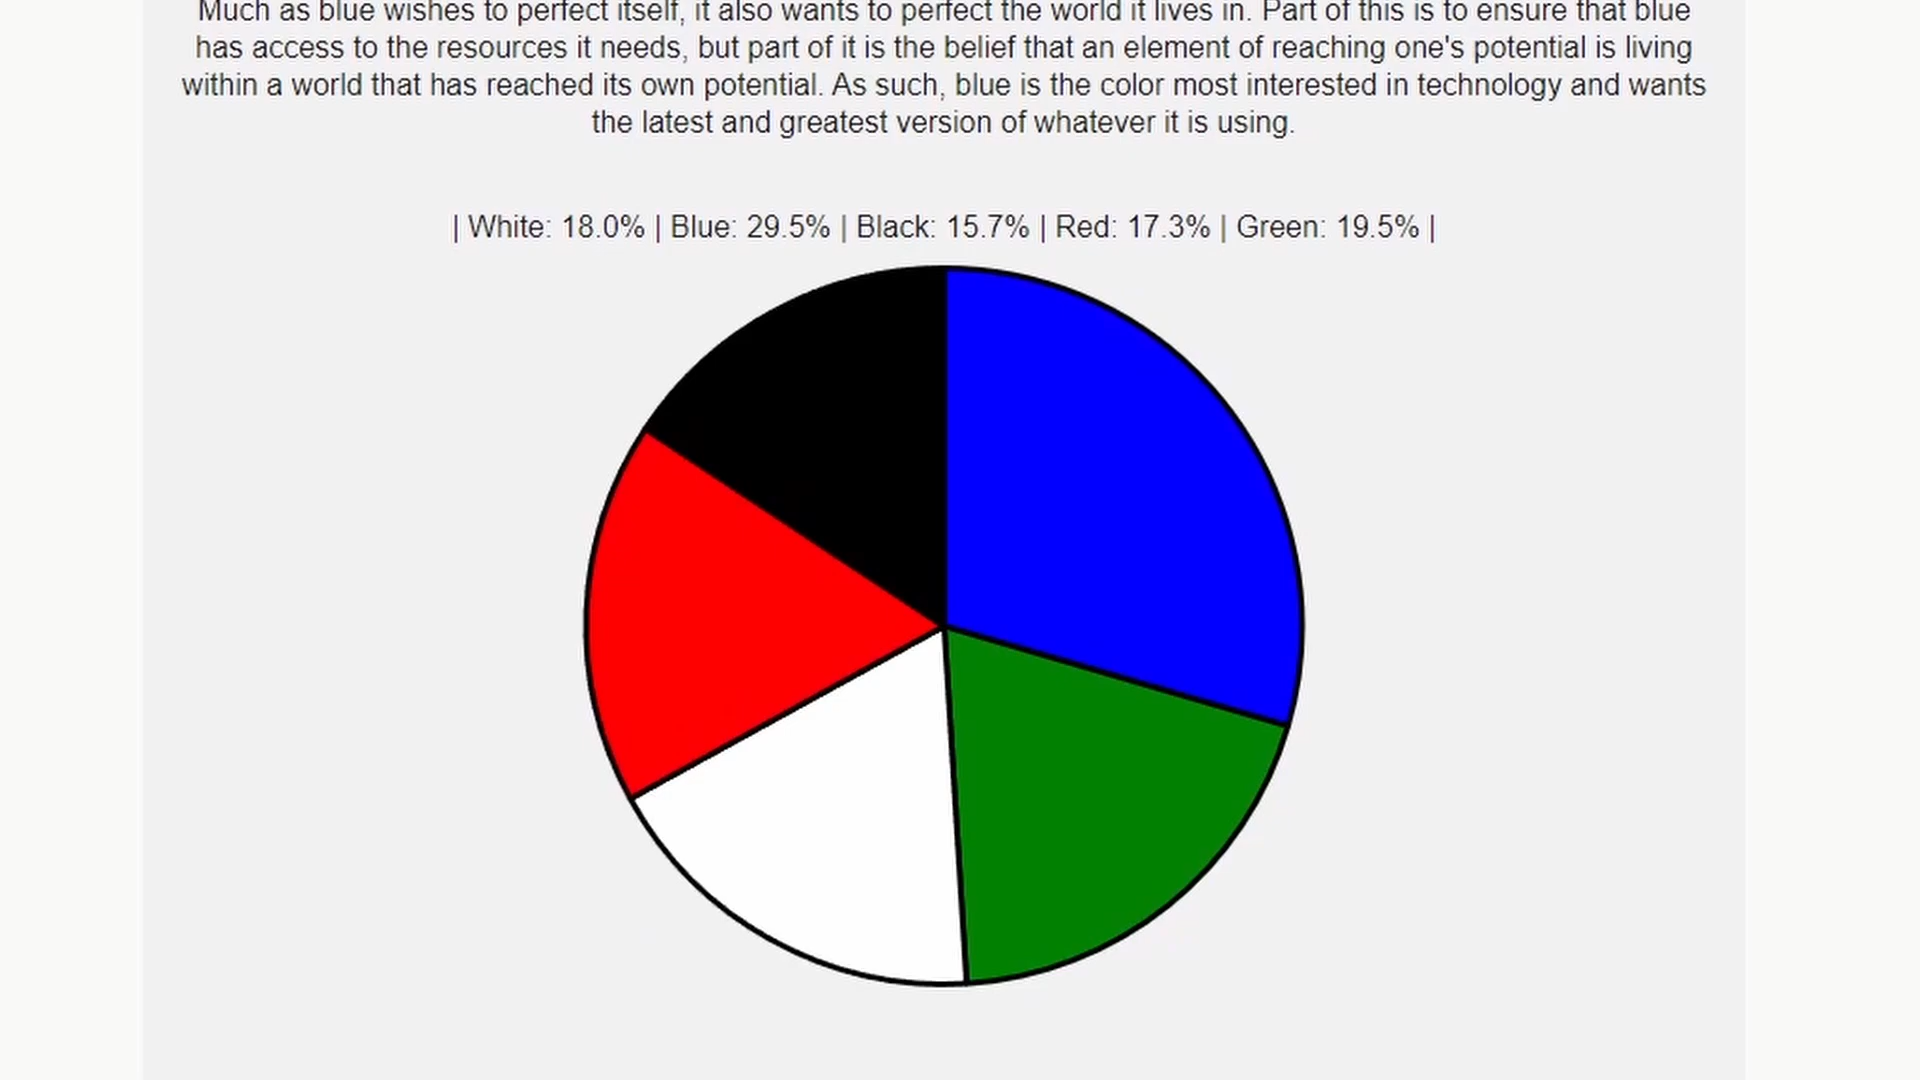 Much as blue wishes to perfect itself, it also wants to perfect the world it lives in. Part of this is to ensure that blue
has access to the resources it needs, but part of it is the belief that an element of reaching one's potential is living
within a world that has reached its own potential. As such, blue is the color most interested in technology and wants
the latest and greatest version of whatever it is using.
| White: 18.0% | Blue: 29.5% | Black: 15.7% | Red: 17.3% | Green: 19.5% |